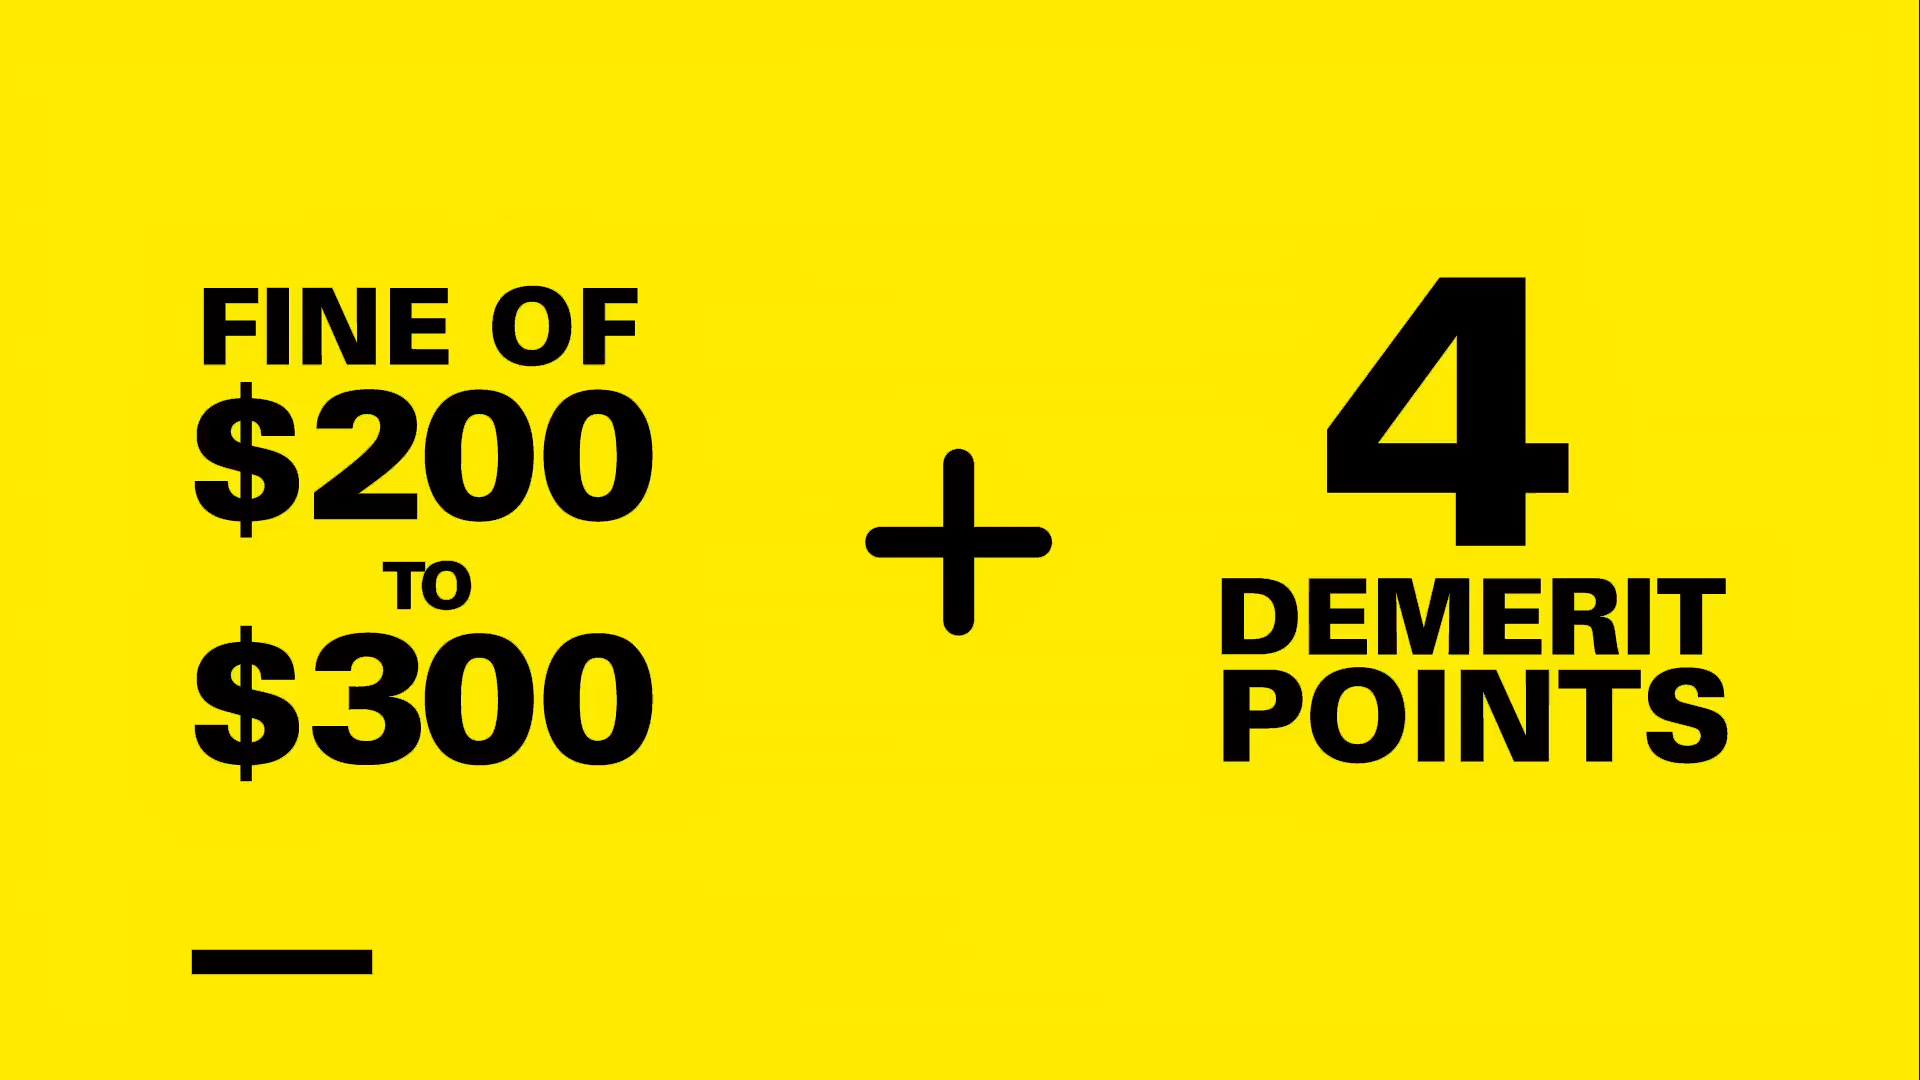 FINE OF
$200
TO
$300
+
4
DEMERIT
POINTS